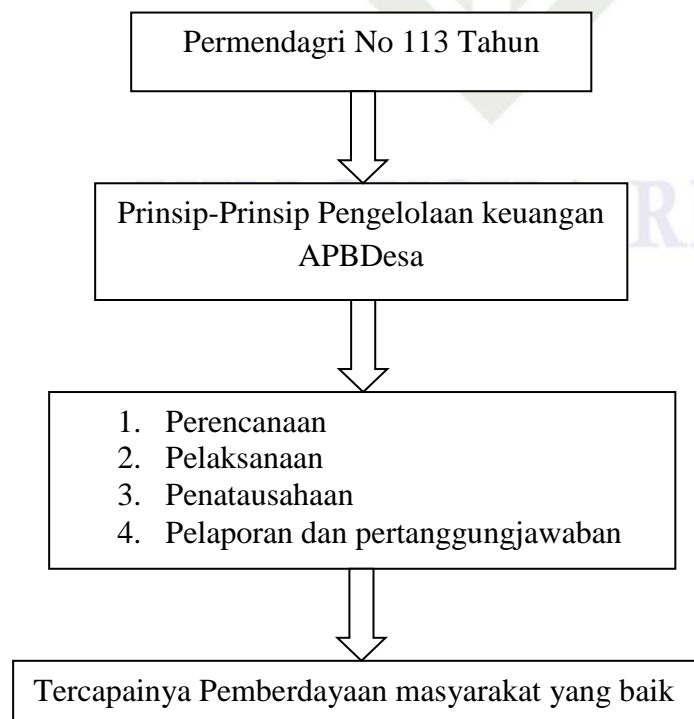 Permendagri No 113 Tahun
Prinsip-Prinsip Pengelolaan keuangan
APBDesa
1. Perencanaan
2. Pelaksanaan
3. Penatausahaan
4. Pelaporan dan pertanggungjawaban
Tercapainya Pemberdayaan masyarakat yang baik